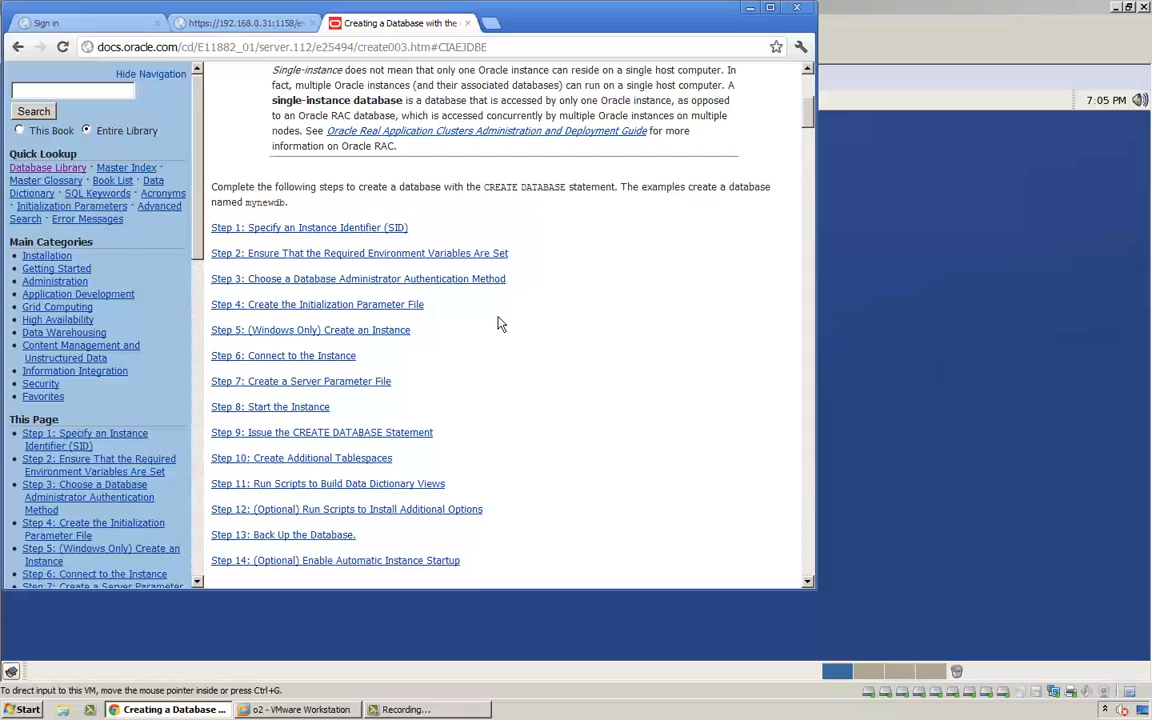 Sign in
https://192.168.0.31:1158/e
Creating a Database with the
docs.oracle.com/cd/E11882_01/server.112/e25494/create003.htm#CIAEJDBE
Hide Navigation
Search
This Book
Entire Library
Quick Lookup
Database Library · Master Index ·
Master Glossary · Book List · Data
Dictionary · SQL Keywords · Acronyms
· Initialization Parameters · Advanced
Search · Error Messages
Main Categories
• Installation
• Getting Started
• Administration
• Application Development
• Grid Computing
• High Availability
• Data Warehousing
• Content Management and
Unstructured Data
• Information Integration
• Security
• Favorites
This Page
• Step 1: Specify an Instance
Identifier (SID)
• Step 2: Ensure That the Required
Environment Variables Are Set
• Step 3: Choose a Database
Administrator Authentication
Method
• Step 4: Create the Initialization
Parameter File
• Step 5: (Windows Only) Create an
Instance
• Step 6: Connect to the Instance
• Step 7: Create a Server Parameter
Single-instance does not mean that only one Oracle instance can reside on a single host computer. In
fact, multiple Oracle instances (and their associated databases) can run on a single host computer. A
single-instance database is a database that is accessed by only one Oracle instance, as opposed
to an Oracle RAC database, which is accessed concurrently by multiple Oracle instances on multiple
nodes. See Oracle Real Application Clusters Administration and Deployment Guide for more
information on Oracle RAC.
Complete the following steps to create a database with the CREATE DATABASE statement. The examples create a database
named mynewdb.
Step 1: Specify an Instance Identifier (SID)
Step 2: Ensure That the Required Environment Variables Are Set
Step 3: Choose a Database Administrator Authentication Method
Step 4: Create the Initialization Parameter File
Step 5: (Windows Only) Create an Instance
Step 6: Connect to the Instance
Step 7: Create a Server Parameter File
Step 8: Start the Instance
Step 9: Issue the CREATE DATABASE Statement
Step 10: Create Additional Tablespaces
Step 11: Run Scripts to Build Data Dictionary Views
Step 12: (Optional) Run Scripts to Install Additional Options
Step 13: Back Up the Database.
Step 14: (Optional) Enable Automatic Instance Startup
7:05 PM
To direct input to this VM, move the mouse pointer inside or press Ctrl+G.
Start
Creating a Database ...
o2 - VMware Workstation
Recording...